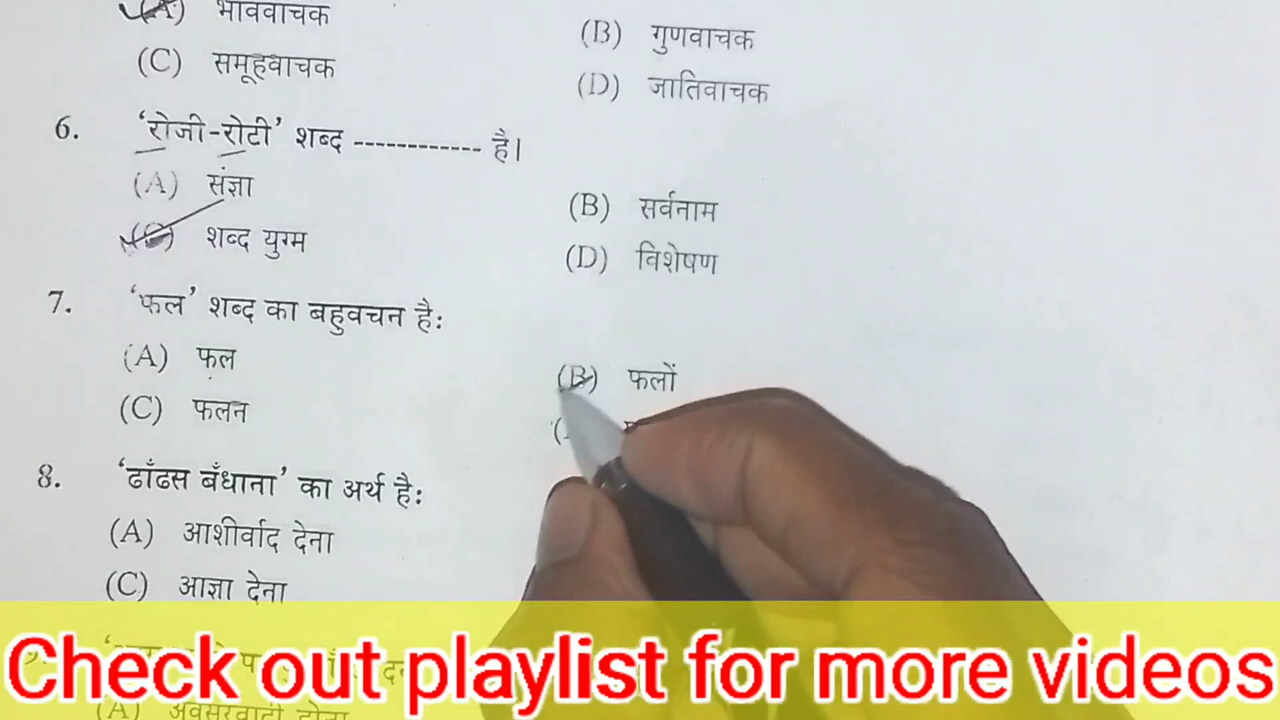 (A) भाववाचक
(B) गुणवाचक
(C) समूहवाचक
(D) जातिवाचक
6. 'रोजी-रोटी' शब्द ------------ है।
(A) संज्ञा
(B) सर्वनाम
(C) शब्द युग्म
(D) विशेषण
7. 'फल' शब्द का बहुवचन है:
(A) फल
(B) फलों
(C) फलन
8. 'ढाँढस बँधाना' का अर्थ है:
(A) आशीर्वाद देना
(C) आज्ञा देना
Check out playlist for more videos
(A) अवसरवादी होना